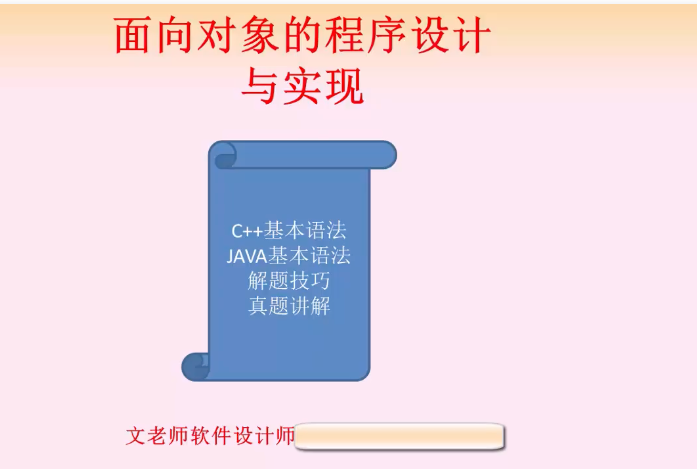 面向对象的程序设计
与实现
C++基本语法
JAVA基本语法
解题技巧
真题讲解
文老师软件设计师